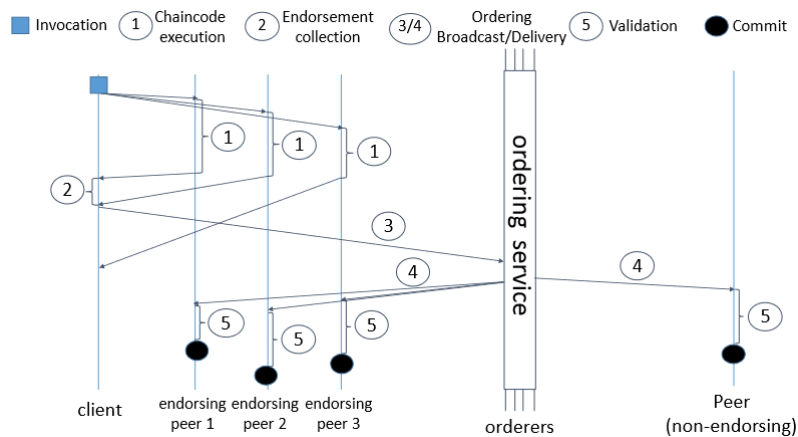 Invocation
1
Chaincode
execution
2
Endorsement
collection
3/4
Ordering
Broadcast/Delivery
5
Validation
Commit
1
1
1
2
3
4
4
5
5
5
5
ordering service
client
endorsing
peer 1
endorsing
peer 2
endorsing
peer 3
orderers
Peer
(non-endorsing)